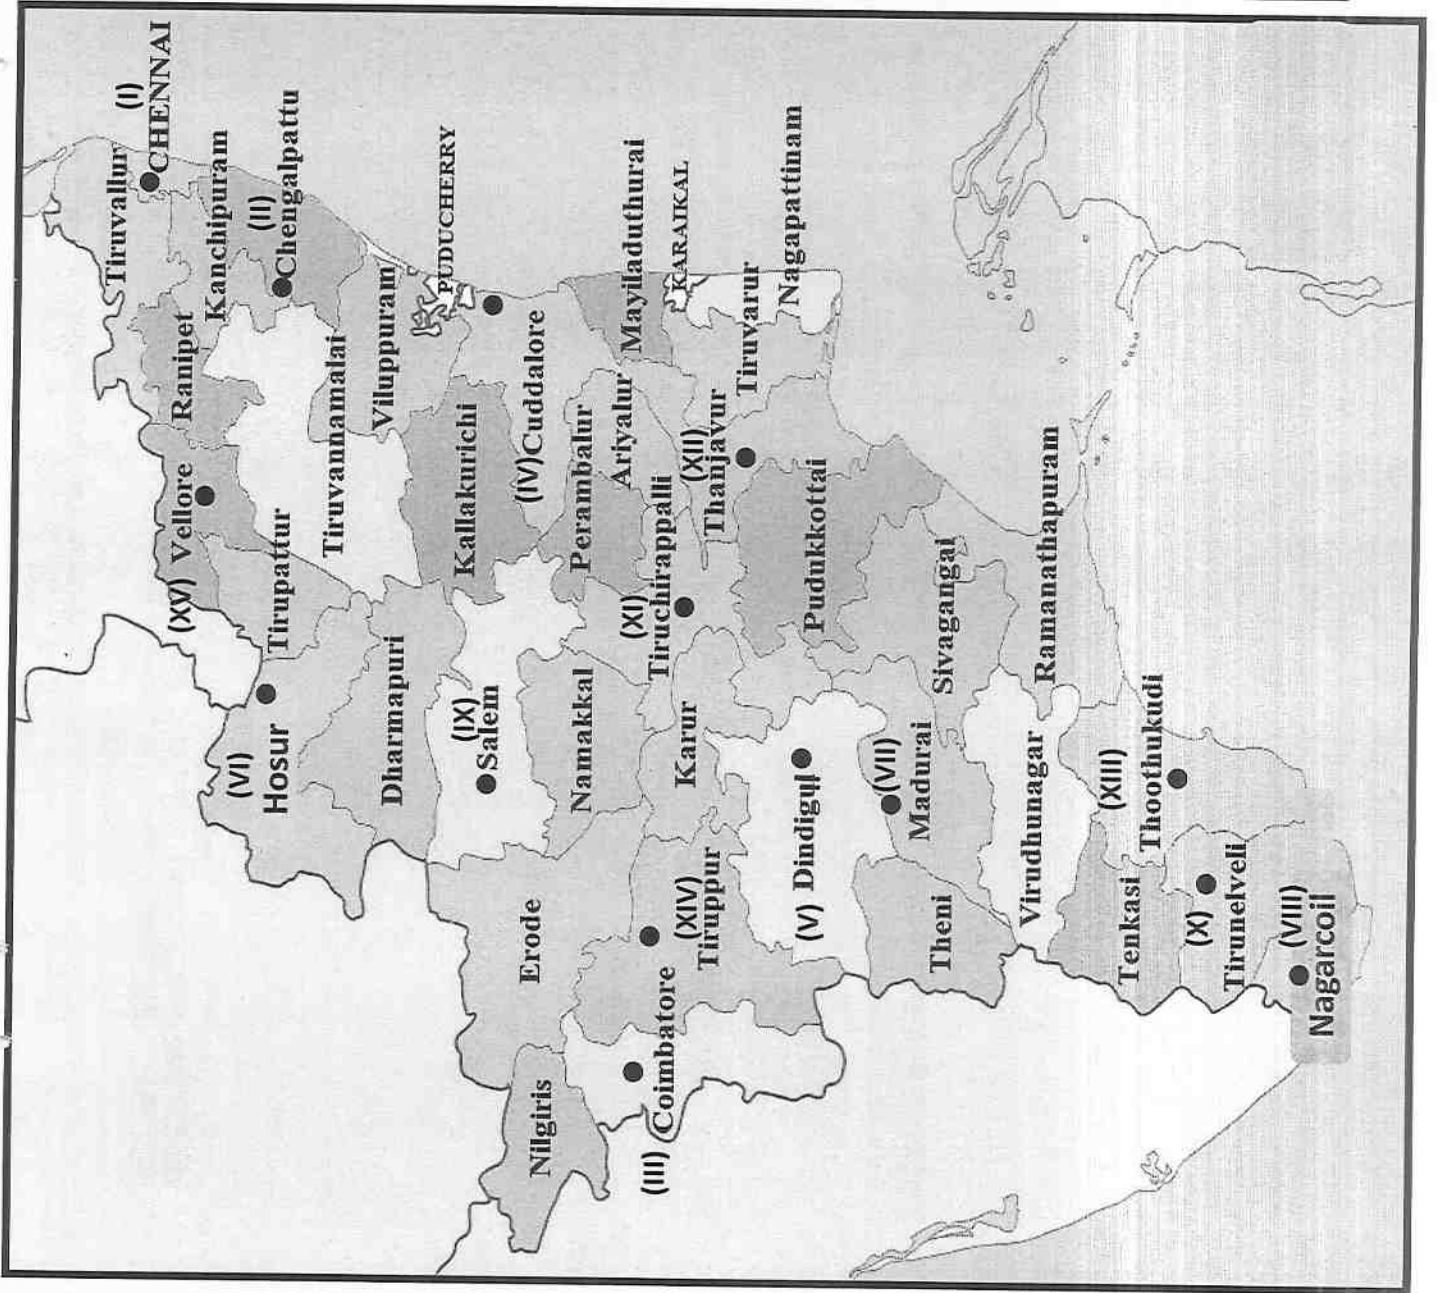 (I)
CHENNAI
Tiruvallur
Kanchipuram
(II)
Chengalpattu
Ranipet
(XV) Vellore
Tirupattur
Tiruvannamalai
Viluppuram
PUDUCHERRY
(VI)
Hosur
Dharmapuri
Kallakurichi
(IV)Cuddalore
(IX)
Salem
Namakkal
Perambalur
Ariyalur
Mayiladuthurai
KARAIKAL
Nagapattinam
Tiruvarur
(XII)
Thanjavur
(XI)
Tiruchirappalli
Karur
Erode
Nilgiris
(III) Coimbatore
(XIV)
Tiruppur
(V) Dindigul
Pudukkottai
(VII)
Madurai
Sivagangai
Theni
Virudhunagar
Ramanathapuram
(XIII)
Thoothukudi
Tenkasi
(X)
Tirunelveli
(VIII)
Nagarcoil